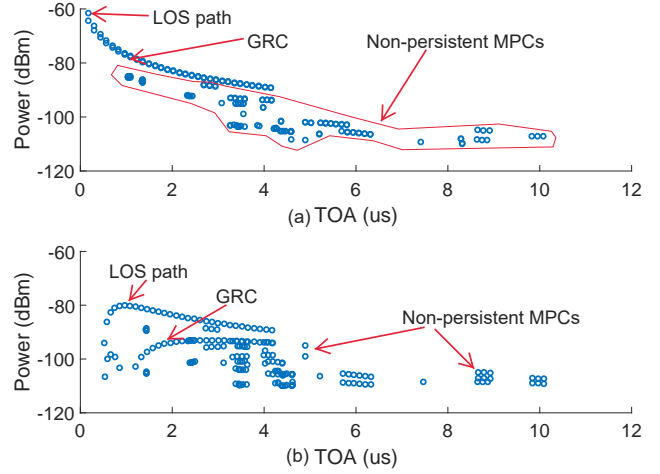 -60
-80
-100
-120
Power (dBm)
LOS path
GRC
Non-persistent MPCs
0 2 4 6 8 10 12
(a) TOA (us)
-60
-80
-100
-120
Power (dBm)
LOS path
GRC
Non-persistent MPCs
0 2 4 6 8 10 12
(b) TOA (us)